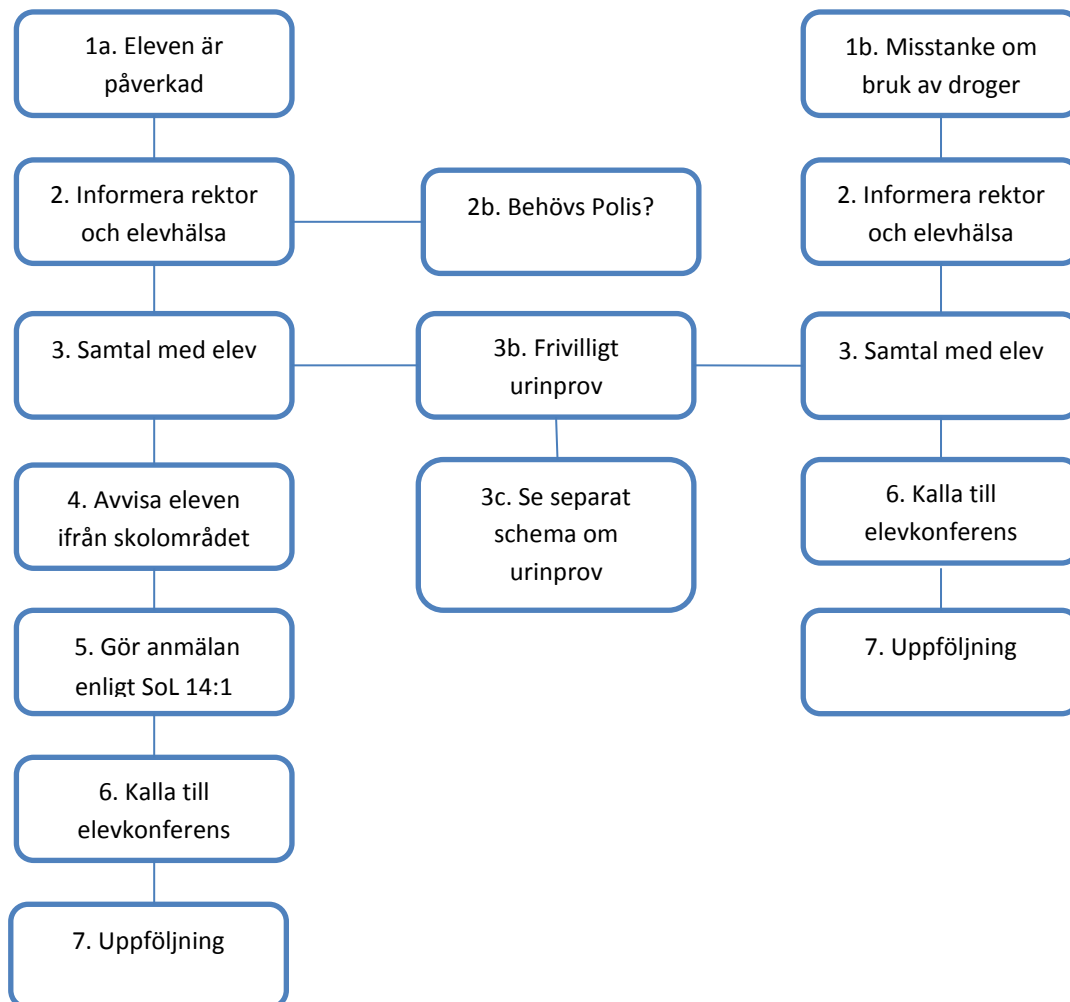 1a. Eleven är
påverkad
1b. Misstanke om
bruk av droger
2. Informera rektor
och elevhälsa
2b. Behövs Polis?
2. Informera rektor
och elevhälsa
3. Samtal med elev
3b. Frivilligt
urinprov
3. Samtal med elev
4. Avvisa eleven
ifrån skolområdet
3c. Se separat
schema om
urinprov
6. Kalla till
elevkonferens
5. Gör anmälan
enligt SoL 14:1
7. Uppföljning
6. Kalla till
elevkonferens
7. Uppföljning